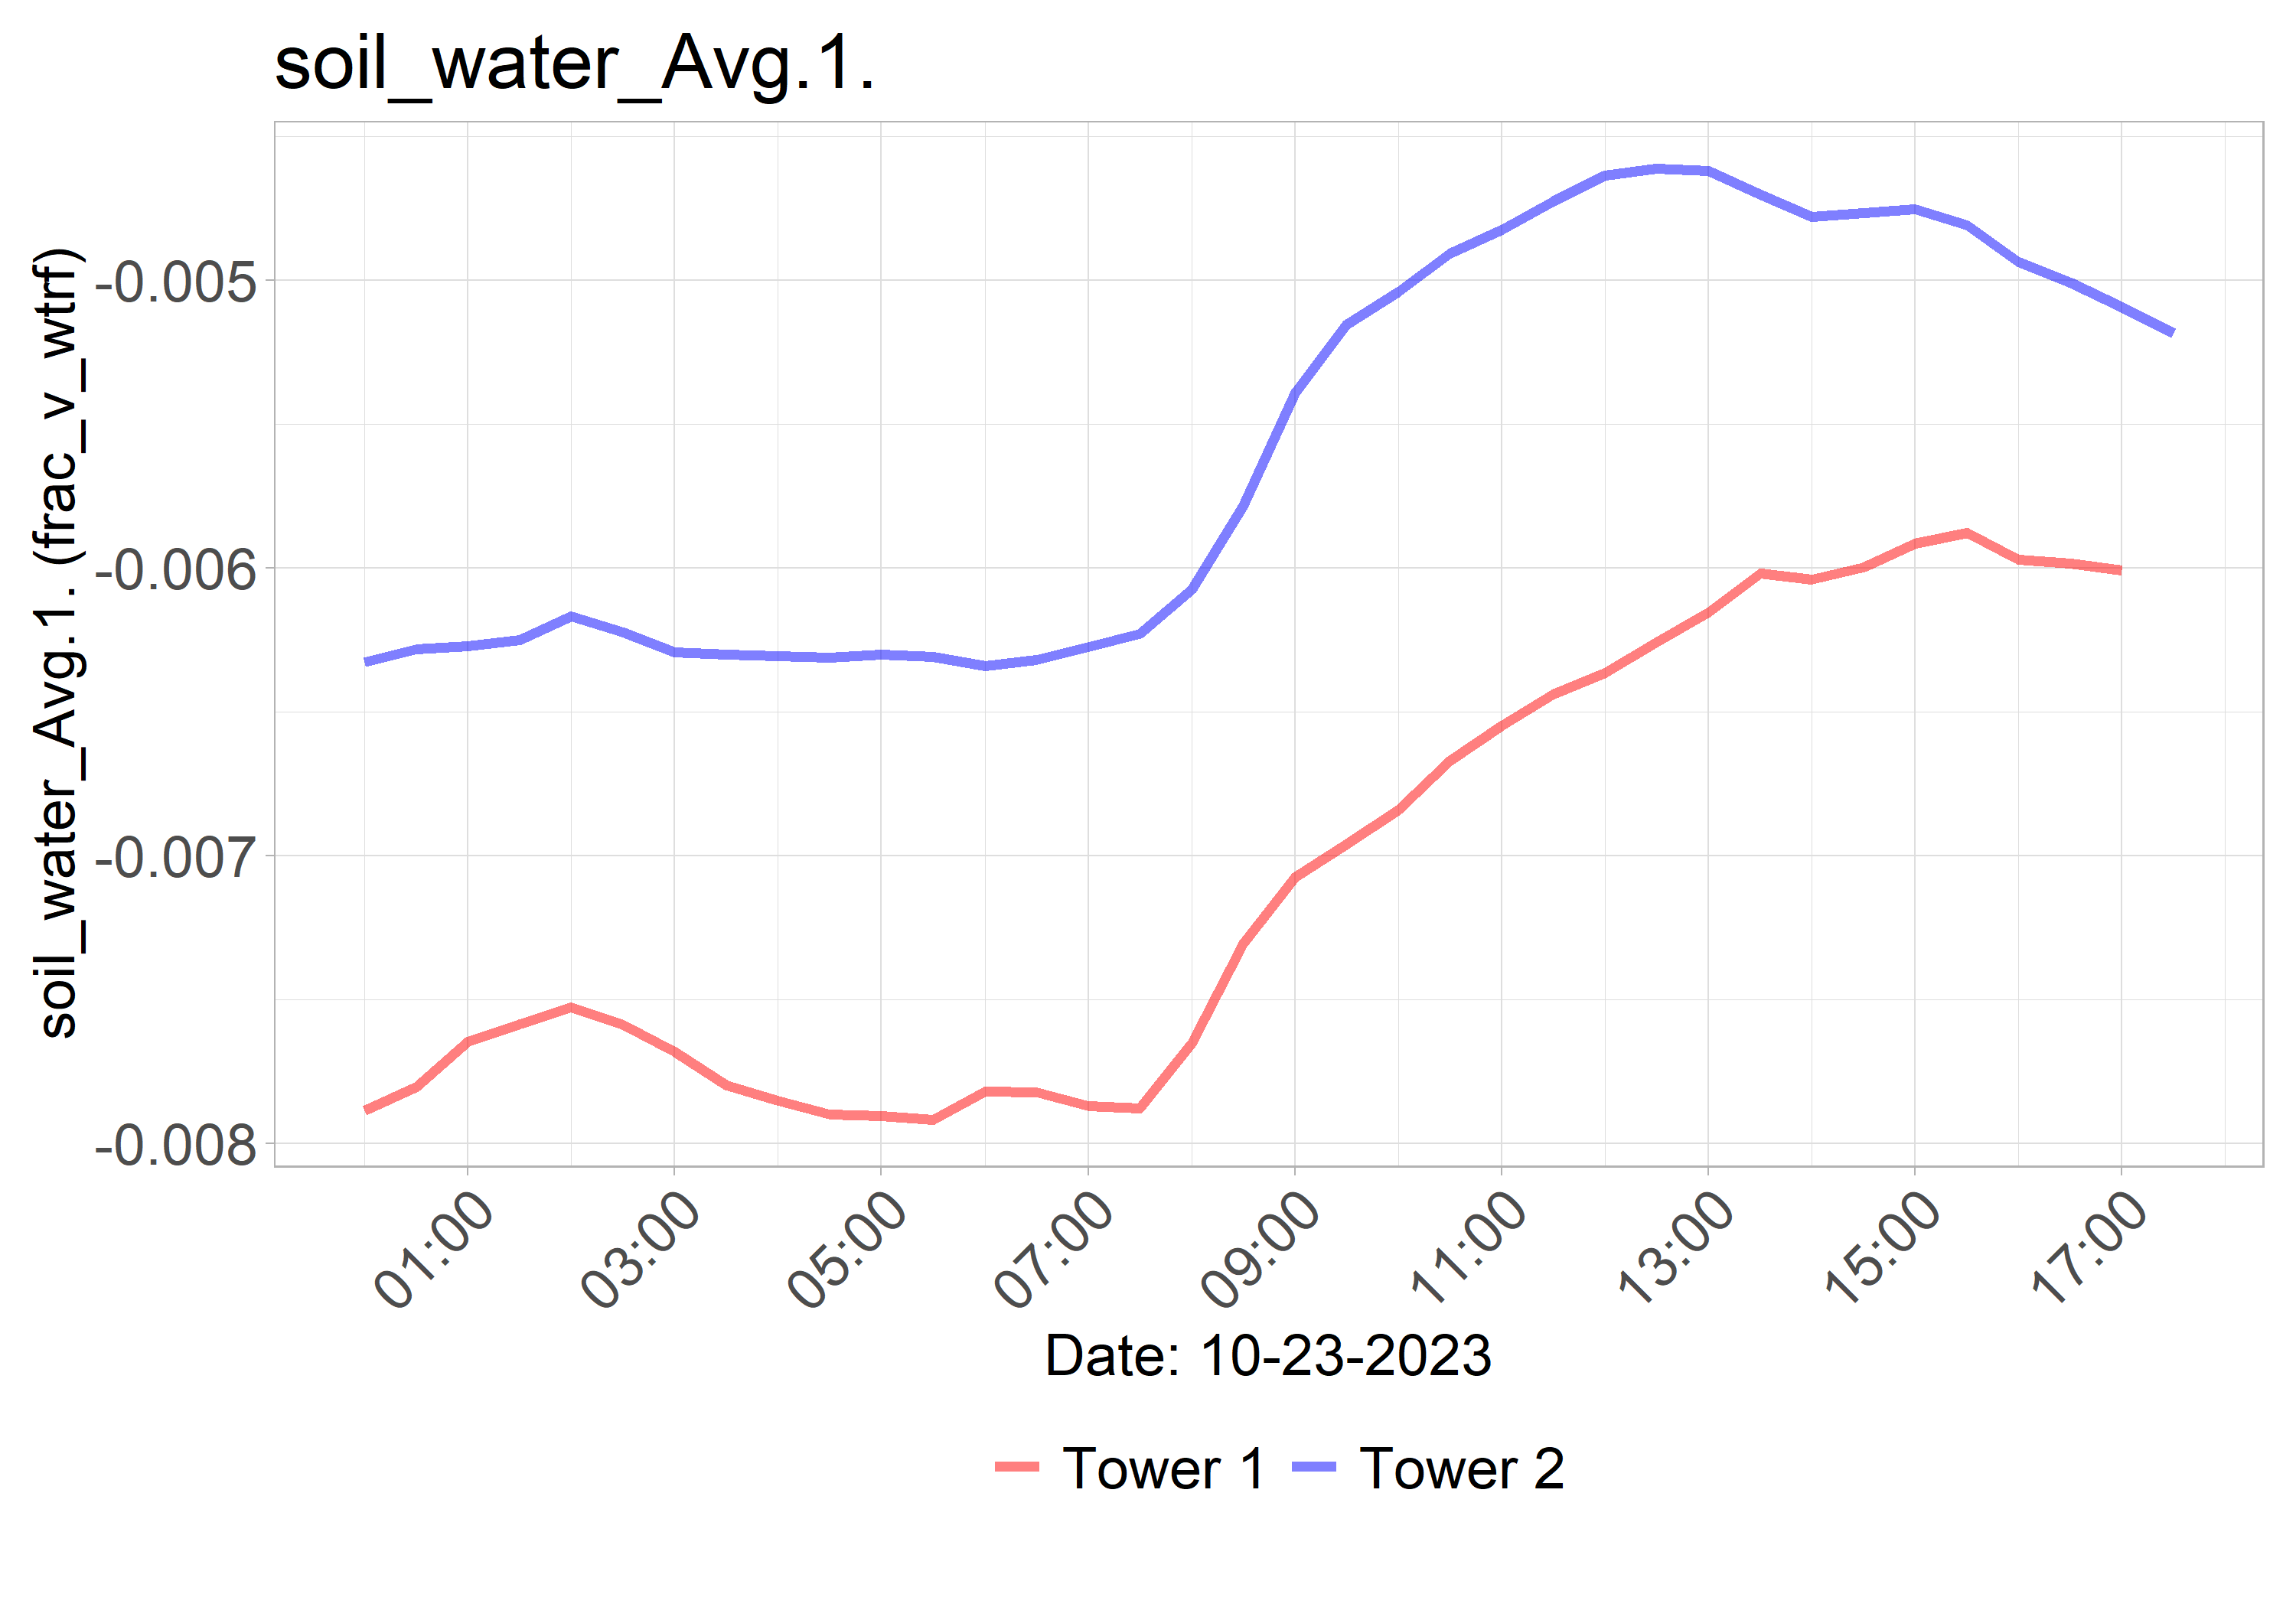 soil_water_Avg.1.
soil_water_Avg.1. (frac_v_wtrf)
-0.005
-0.006
-0.007
-0.008
01:00 03:00 05:00 07:00 09:00 11:00 13:00 15:00 17:00
Date: 10-23-2023
Tower 1 Tower 2